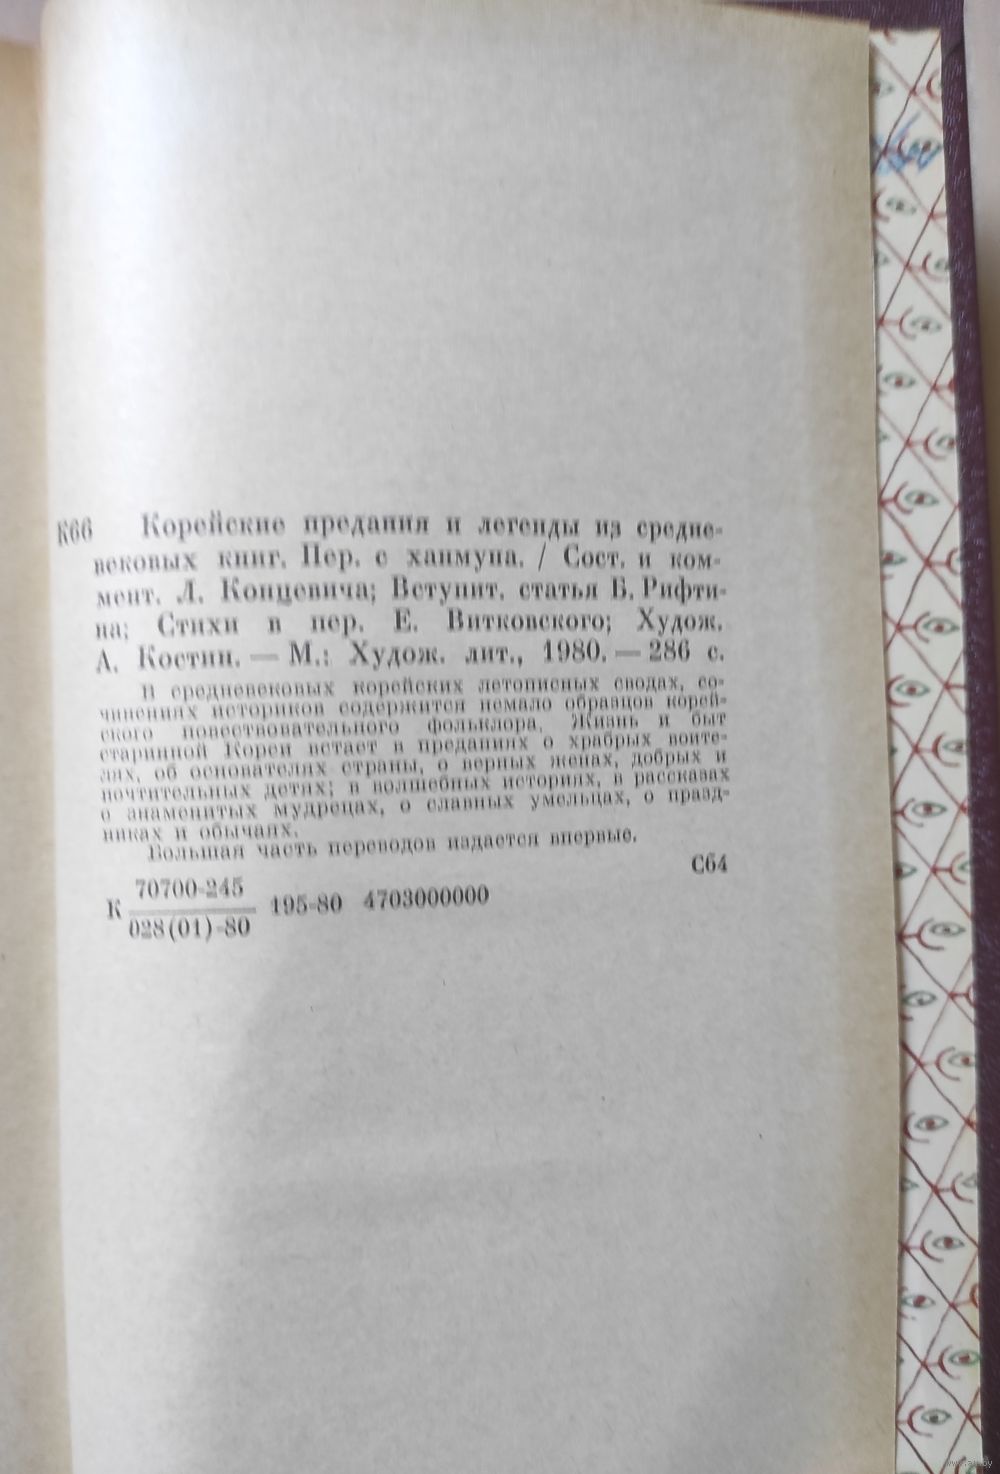 К66 Корейские предания и легенды из средне-
вековых книг. Пер. с ханмуна. / Сост. и ком-
мент. Л. Концевича; Вступит. статья Б. Рифти-
на; Стихи в пер. Е. Витковского; Худож.
А. Костин. — М.: Худож. лит., 1980. — 286 с.
В средневековых корейских летописных сводах, со-
чинениях историков содержится немало образцов корей-
ского повествовательного фольклора. Жизнь и быт
старинной Кореи встает в преданиях о храбрых воите-
лях, об основателях страны, о верных женах, добрых и
почтительных детях; в волшебных историях, в рассказах
о знаменитых мудрецах, о славных умельцах, о празд-
никах и обычаях.
Большая часть переводов издается впервые.
С64
К 70700-245
028(01)-80 195-80 4703000000